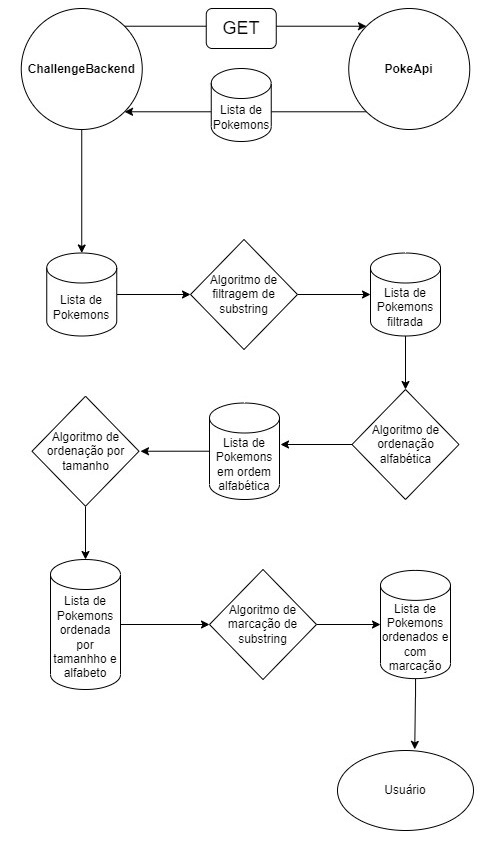 GET
ChallengeBackend
PokeApi
Lista de
Pokemons
Lista de
Pokemons
Algoritmo de
filtragem de
substring
Lista de
Pokemons
filtrada
Algoritmo de
ordenação por
tamanho
Lista de
Pokemons
em ordem
alfabética
Algoritmo de
ordenação
alfabética
Lista de
Pokemons
ordenada
por
tamanhho e
alfabeto
Algoritmo de
marcação de
substring
Lista de
Pokemons
ordenados e
com
marcação
Usuário